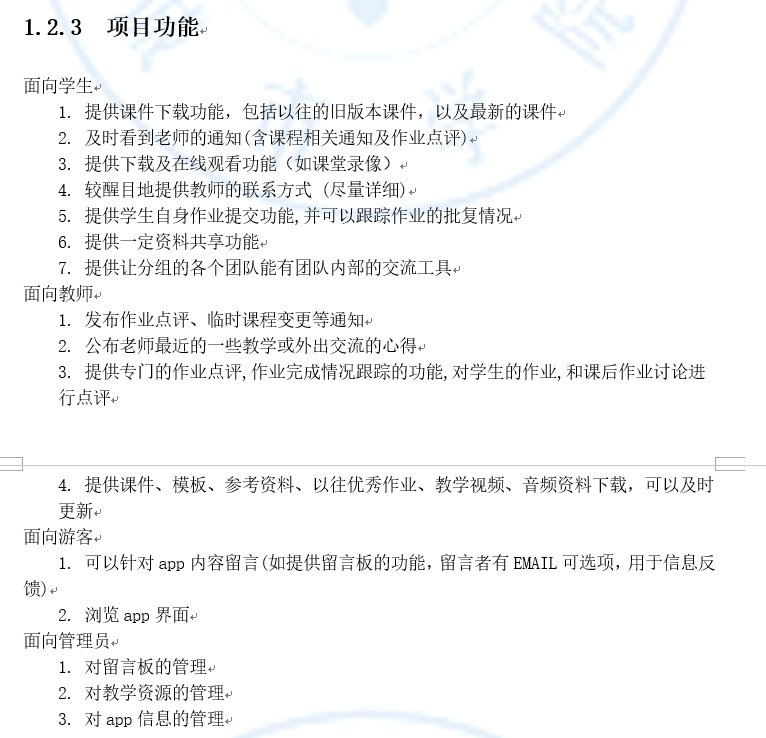 1.2.3 项目功能
面向学生
1. 提供课件下载功能，包括以往的旧版本课件，以及最新的课件
2. 及时看到老师的通知(含课程相关通知及作业点评)
3. 提供下载及在线观看功能（如课堂录像）
4. 较醒目地提供教师的联系方式 (尽量详细)
5. 提供学生自身作业提交功能,并可以跟踪作业的批复情况
6. 提供一定资料共享功能
7. 提供让分组的各个团队能有团队内部的交流工具
面向教师
1. 发布作业点评、临时课程变更等通知
2. 公布老师最近的一些教学或外出交流的心得
3. 提供专门的作业点评,作业完成情况跟踪的功能,对学生的作业,和课后作业讨论进
行点评
4. 提供课件、模板、参考资料、以往优秀作业、教学视频、音频资料下载，可以及时
更新
面向游客
1. 可以针对 app 内容留言(如提供留言板的功能，留言者有 EMAIL 可选项，用于信息反
馈)
2. 浏览 app 界面
面向管理员
1. 对留言板的管理
2. 对教学资源的管理
3. 对 app 信息的管理